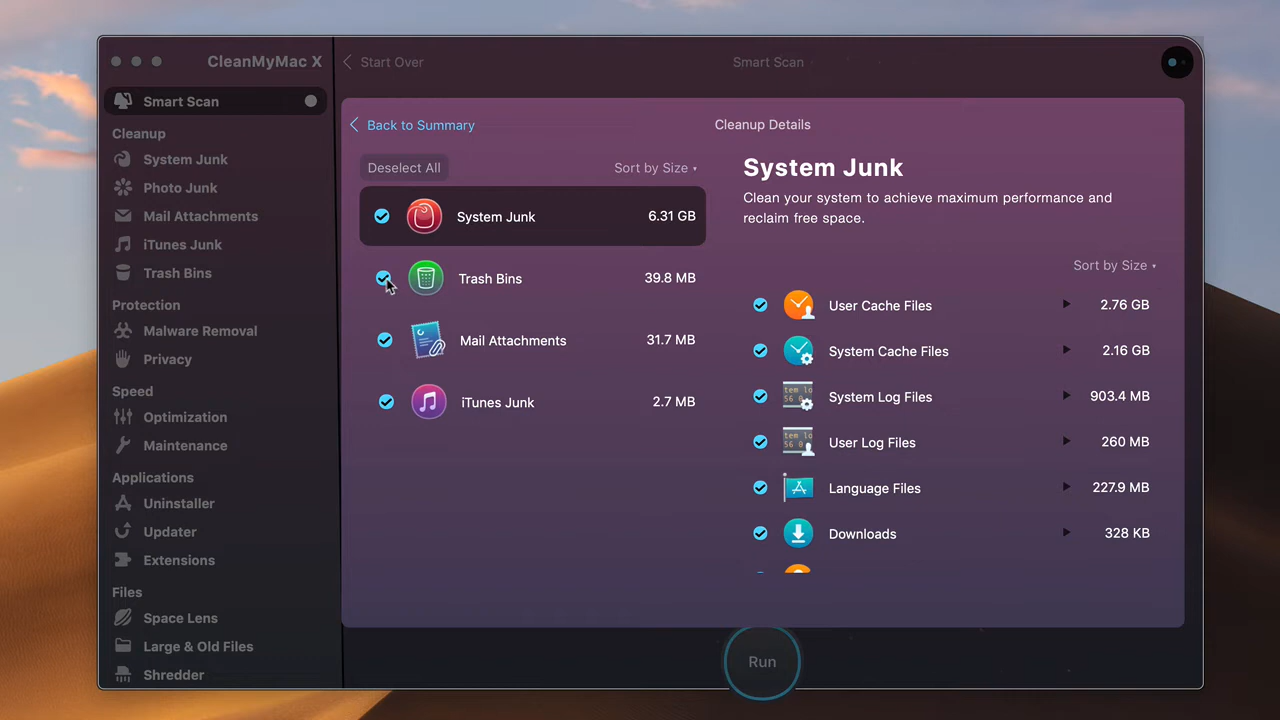 CleanMyMac X
Smart Scan
Cleanup
System Junk
Photo Junk
Mail Attachments
iTunes Junk
Trash Bins
Protection
Malware Removal
Privacy
Speed
Optimization
Maintenance
Applications
Uninstaller
Updater
Extensions
Files
Space Lens
Large & Old Files
Shredder
Start Over
Smart Scan
Back to Summary
Cleanup Details
Deselect All
Sort by Size
System Junk 6.31 GB
Trash Bins 39.8 MB
Mail Attachments 31.7 MB
iTunes Junk 2.7 MB
System Junk
Clean your system to achieve maximum performance and
reclaim free space.
Sort by Size
User Cache Files 2.76 GB
System Cache Files 2.16 GB
System Log Files 903.4 MB
User Log Files 260 MB
Language Files 227.9 MB
Downloads 328 KB
Run